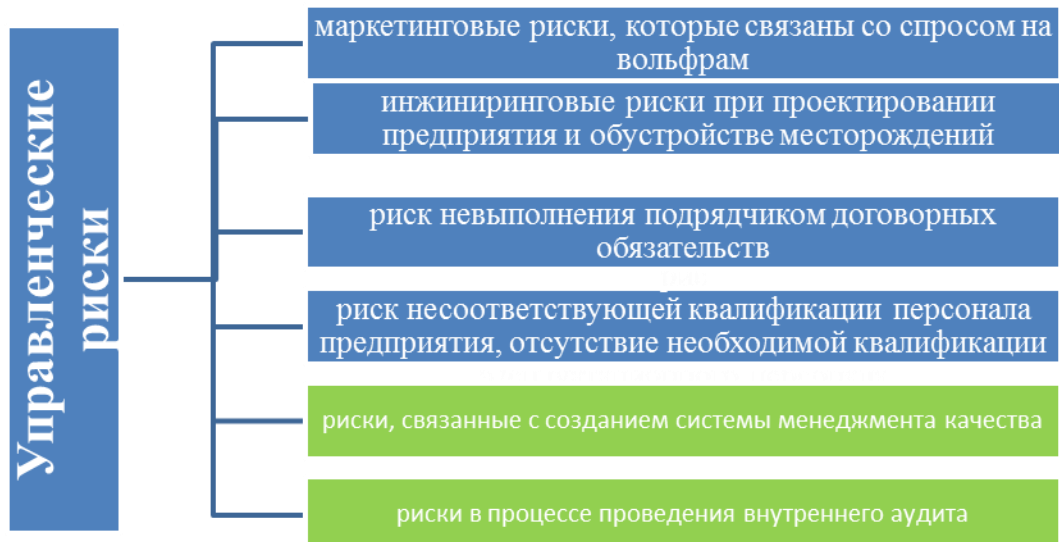 Управленческие
риски
маркетинговые риски, которые связаны со спросом на
вольфрам
инжиниринговые риски при проектировании
предприятия и обустройстве месторождений
риск невыполнения подрядчиком договорных
обязательств
риск несоответствующей квалификации персонала
предприятия, отсутствие необходимой квалификации
риски, связанные с созданием системы менеджмента качества
риски в процессе проведения внутреннего аудита